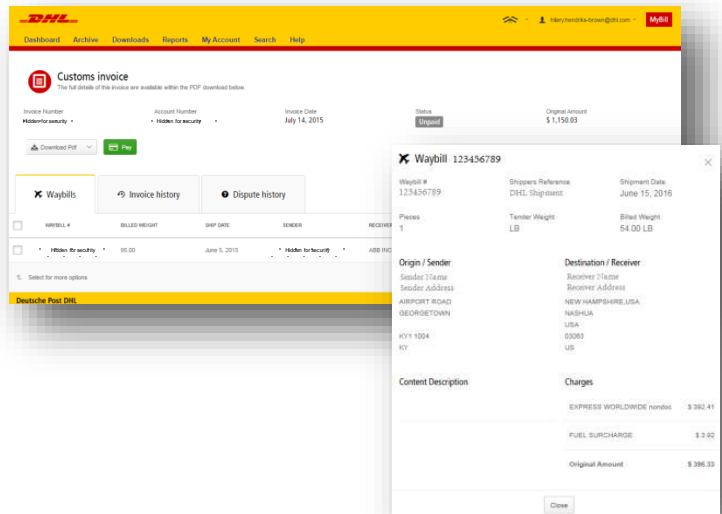 DHL
hilery.hendriks-brown@dhl.com
MyBill
Dashboard Archive Downloads Reports My Account Search Help
Customs invoice
The full details of this invoice are available within the PDF download below.
Invoice Number Account Number Invoice Date Status Original Amount
Hidden for security • • Hidden for security • July 14, 2015 Unpaid $ 1,150.03
Download Pdf Pay
Waybills Invoice history Dispute history
WAYBILL # BILLED WEIGHT SHIP DATE SENDER RECEIVER
• Hidden for security • 95.00 June 5, 2015 • Hidden for security • ABB INC
Select for more options
Deutsche Post DHL
Waybill 123456789
Waybill # Shippers Reference Shipment Date
123456789 DHL Shipment June 15, 2016
Pieces Tender Weight Billed Weight
1 LB 54.00 LB
Origin / Sender Destination / Receiver
Sender Name Receiver Name
Sender Address Receiver Address
AIRPORT ROAD NEW HAMPSHIRE,USA
GEORGETOWN NASHUA
USA
KY1 1004 03063
KY US
Content Description Charges
EXPRESS WORLDWIDE nondoc $ 392.41
FUEL SURCHARGE $ 3.92
Original Amount $ 396.33
Close